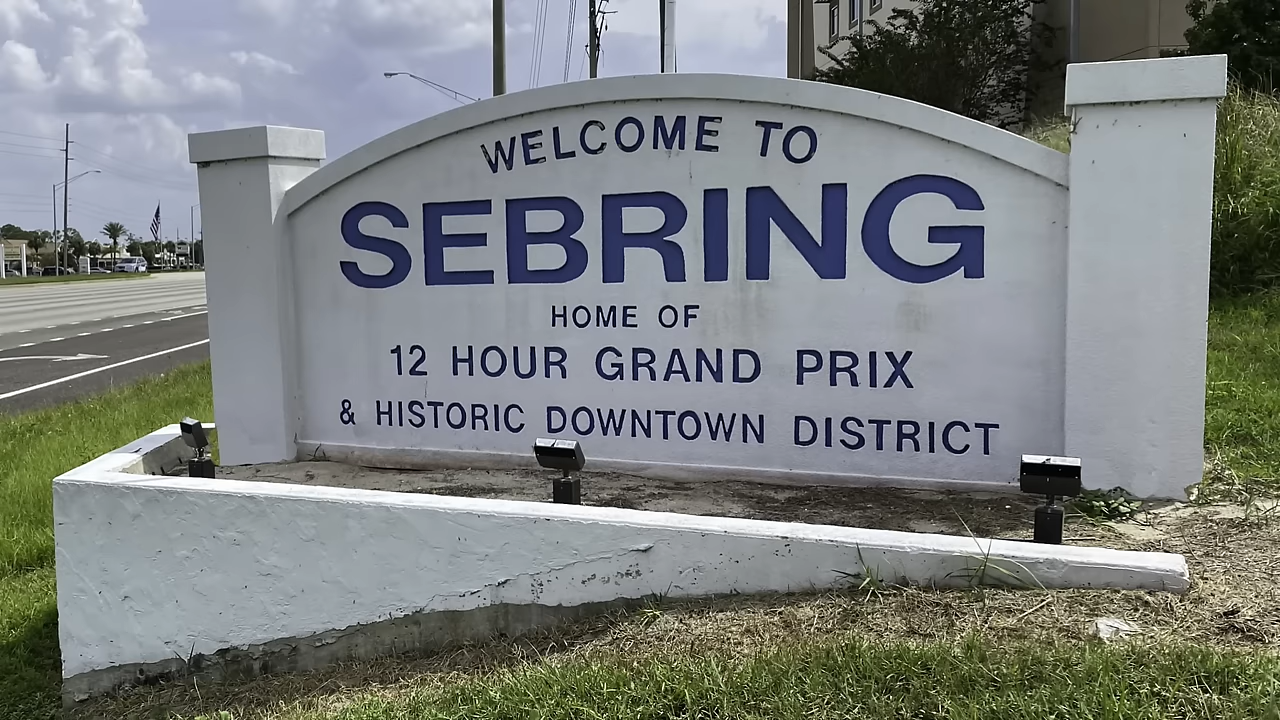 WELCOME TO
SEBRING
HOME OF
12 HOUR GRAND PRIX
& HISTORIC DOWNTOWN DISTRICT